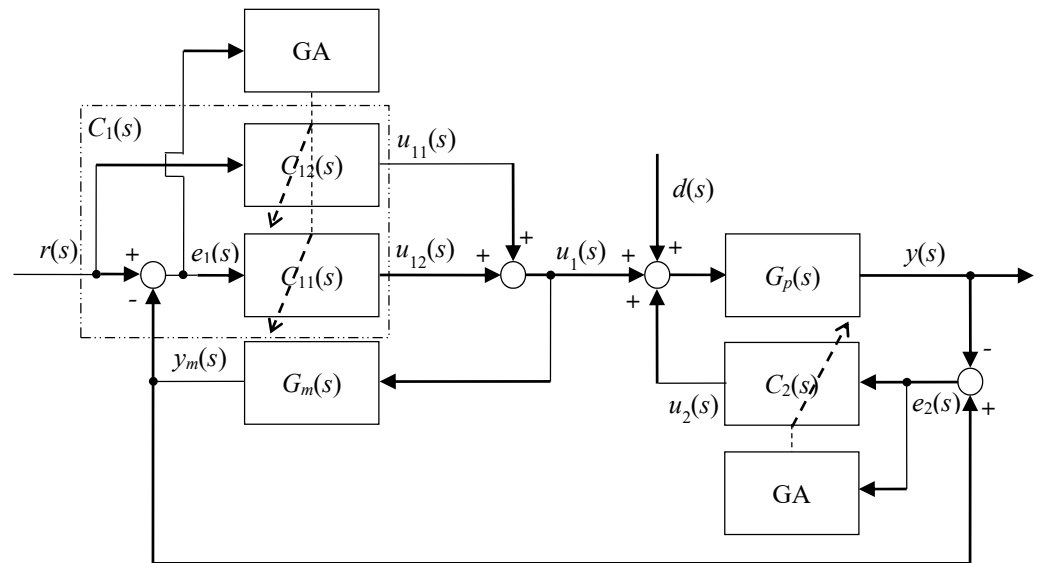 GA
C₁(s)
C₁₂(s)
u₁₁(s)
d(s)
r(s)
+
e₁(s)
C₁₁(s)
u₁₂(s)
+
+
u₁(s)
+
+
Gₚ(s)
y(s)
-
+
-
yₘ(s)
Gₘ(s)
u₂(s)
C₂(s)
e₂(s)
+
GA